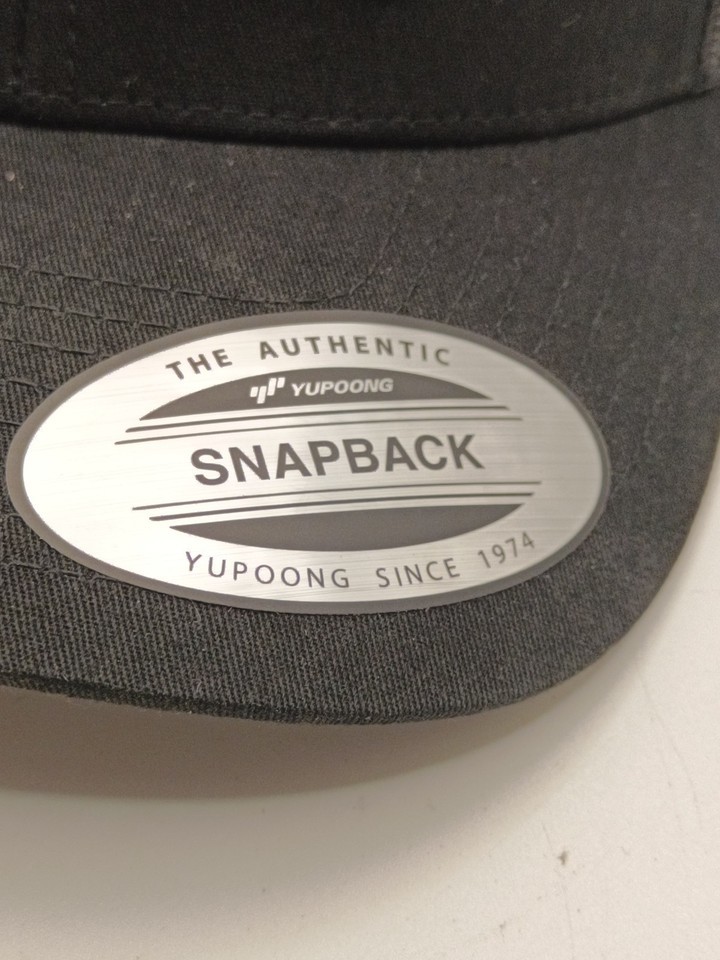 THE AUTHENTIC
YUPOONG
SNAPBACK
YUPOONG SINCE 1974